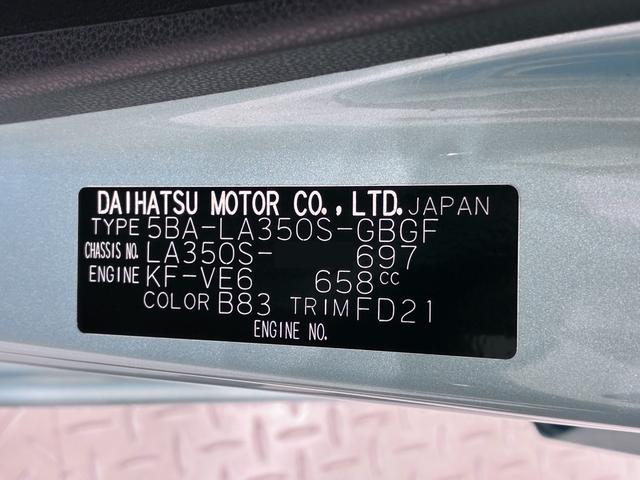 DAIHATSU MOTOR CO., LTD. JAPAN
TYPE 5BA-LA350S-GBGF
CHASSIS NO. LA350S- 697
ENGINE KF-VE6 658cc
COLOR B83 TRIM FD21
ENGINE NO.